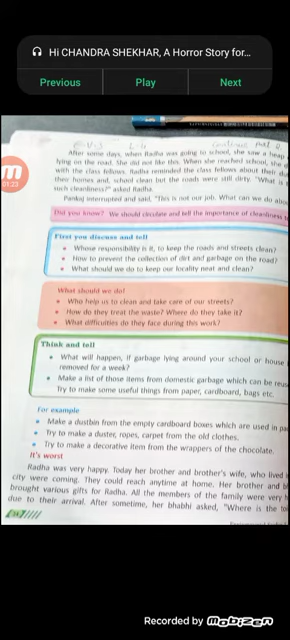 Hi CHANDRA SHEKHAR, A Horror Story for...
Previous Play Next
01:23
After some days, when Radha was going to school, she saw a heap
lying on the road. She did not like this. When she reached school, she
with the class fellows. Radha reminded the class fellows about their
their homes and, school clean but the roads were still dirty. "What is
such cleanliness?" asked Radha.
Pankaj interrupted and said, "This is not our job. What can we do
Did you know? We should circulate and tell the importance of cleanliness
First you discuss and tell
Whose responsibility is it, to keep the roads and streets clean?
How to prevent the collection of dirt and garbage on the road?
What should we do to keep our locality neat and clean?
What should we do?
Who help us to clean and take care of our streets?
How do they treat the waste? Where do they take it?
What difficulties do they face during this work?
Think and tell
What will happen, if garbage lying around your school or house
removed for a week?
Make a list of those items from domestic garbage which can be
Try to make some useful things from paper, cardboard, bags etc.
For example
Make a dustbin from the empty cardboard boxes which are used in
Try to make a duster, ropes, carpet from the old clothes.
Try to make a decorative item from the wrappers of the chocolate.
It's worst
Radha was very happy. Today her brother and brother's wife, who lived
city were coming. They could reach anytime at home. Her brother and
brought various gifts for Radha. All the members of the family were very
due to their arrival. After sometime, her bhabhi asked, "Where is the
Recorded by mobizen